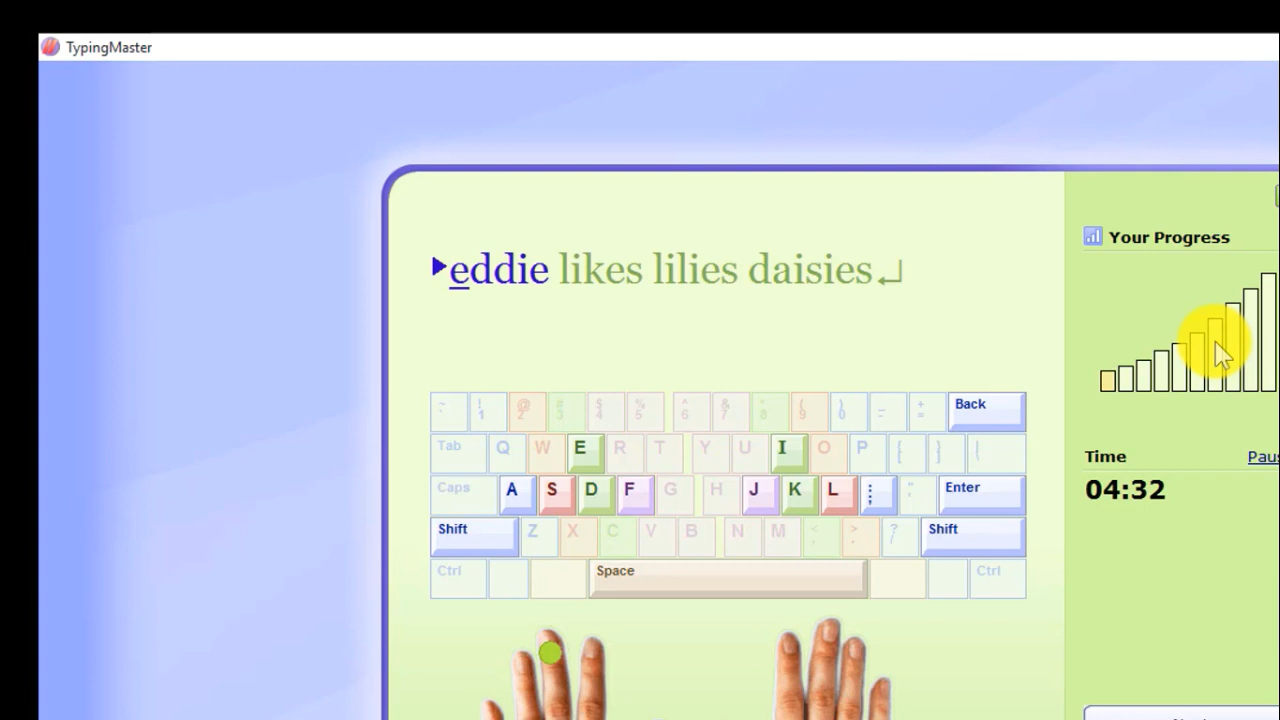 TypingMaster
eddie likes lilies daisies
Your Progress
Back
Tab Q W E R T Y U I O P
Caps A S D F G H J K L ; Enter
Shift Z X C V B N M Shift
Ctrl Space Ctrl
Time Paus
04:32